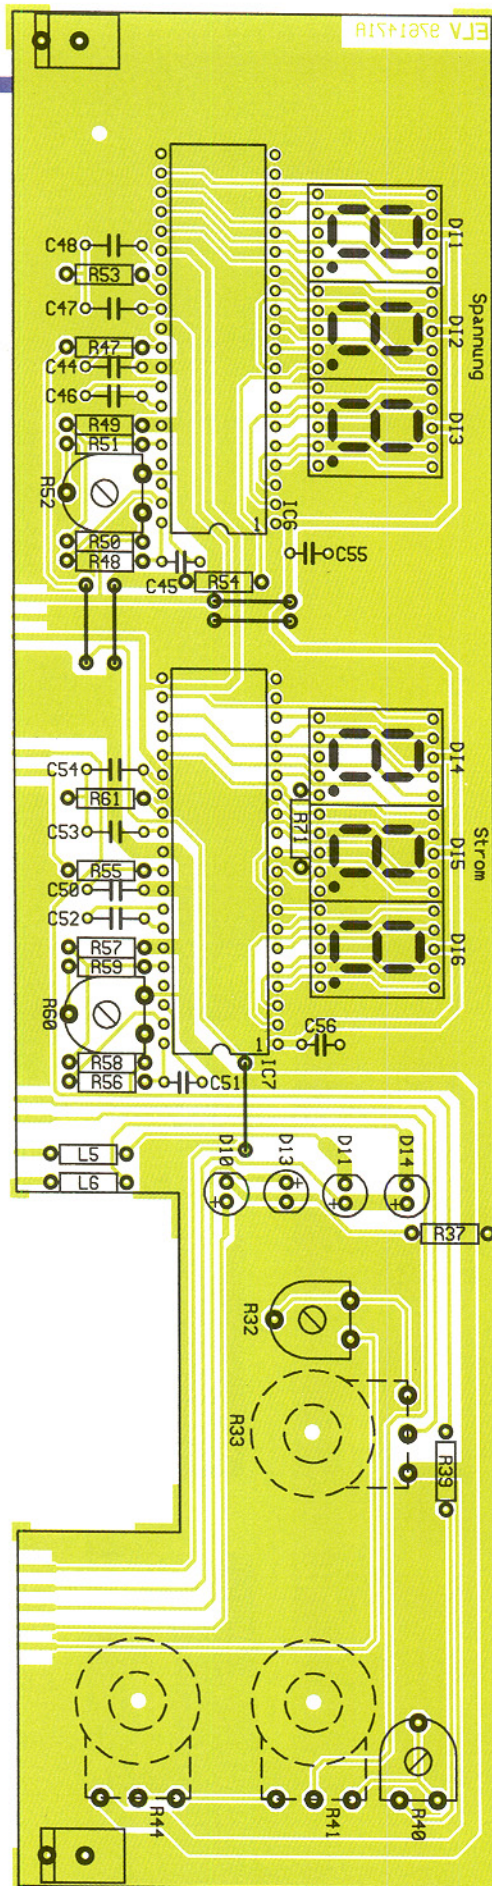 ELV 9761471A
DI1
Spannung
DI2
DI3
C48
R53
C47
R47
C44
C46
R49
R51
R52
R50
R48
IC6
1
C55
C45
R54
DI4
Strom
DI5
DI6
C54
R61
C53
R71
R55
C50
C52
R57
R59
R60
R58
R56
C56
1
IC7
C51
L5
L6
D10
D13
D11
D14
+
+
+
+
R37
R32
R33
R39
R44
R41
R40